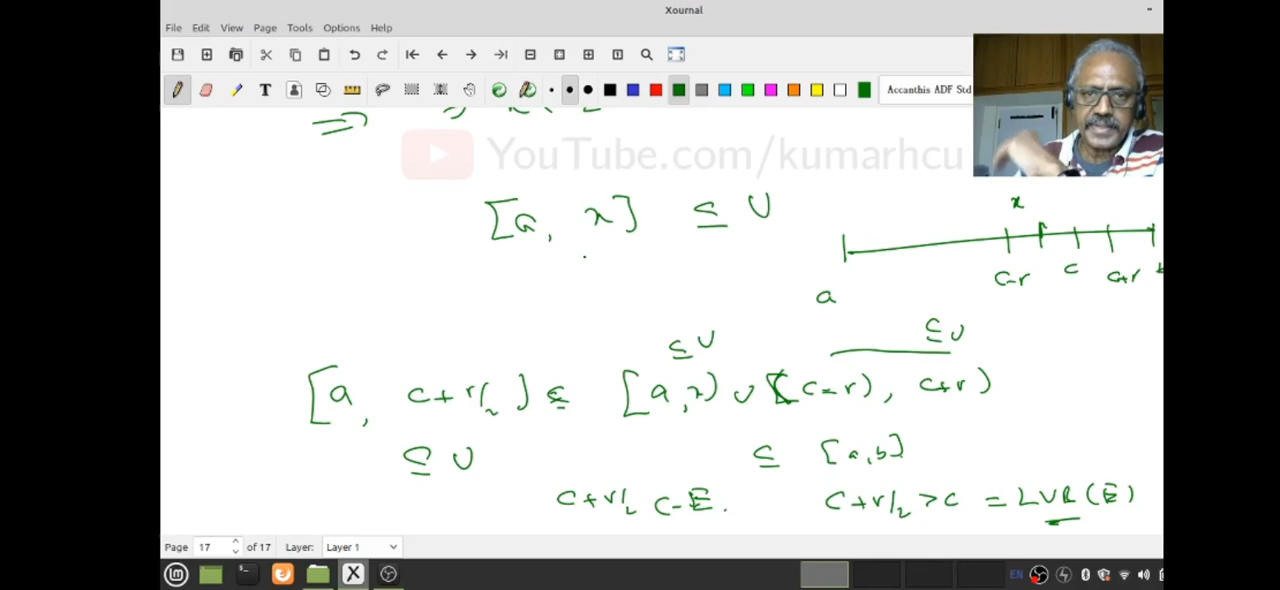 Xournal
File Edit View Page Tools Options Help
Accanthis ADF Std
YouTube.com/kumarhcu
[a, x] ⊆ U
x
c-r c c+r
a
⊆ U ⊆ U
[a, c+r/2] ⊆ [a, x) ∪ (c-r), c+r)
⊆ U ⊆ [a, b]
c+r/2 ∈ E. c+r/2 > c = LUB(E)
Page 17 of 17 Layer: Layer 1
EN